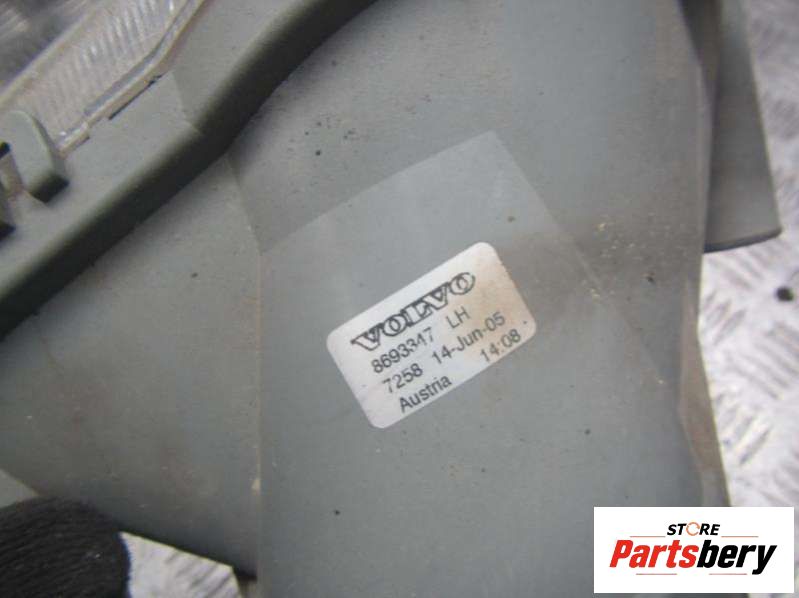 VOLVO
8693347 LH
7258 14-Jun-05
Austria 14:08
STORE
Partsbery